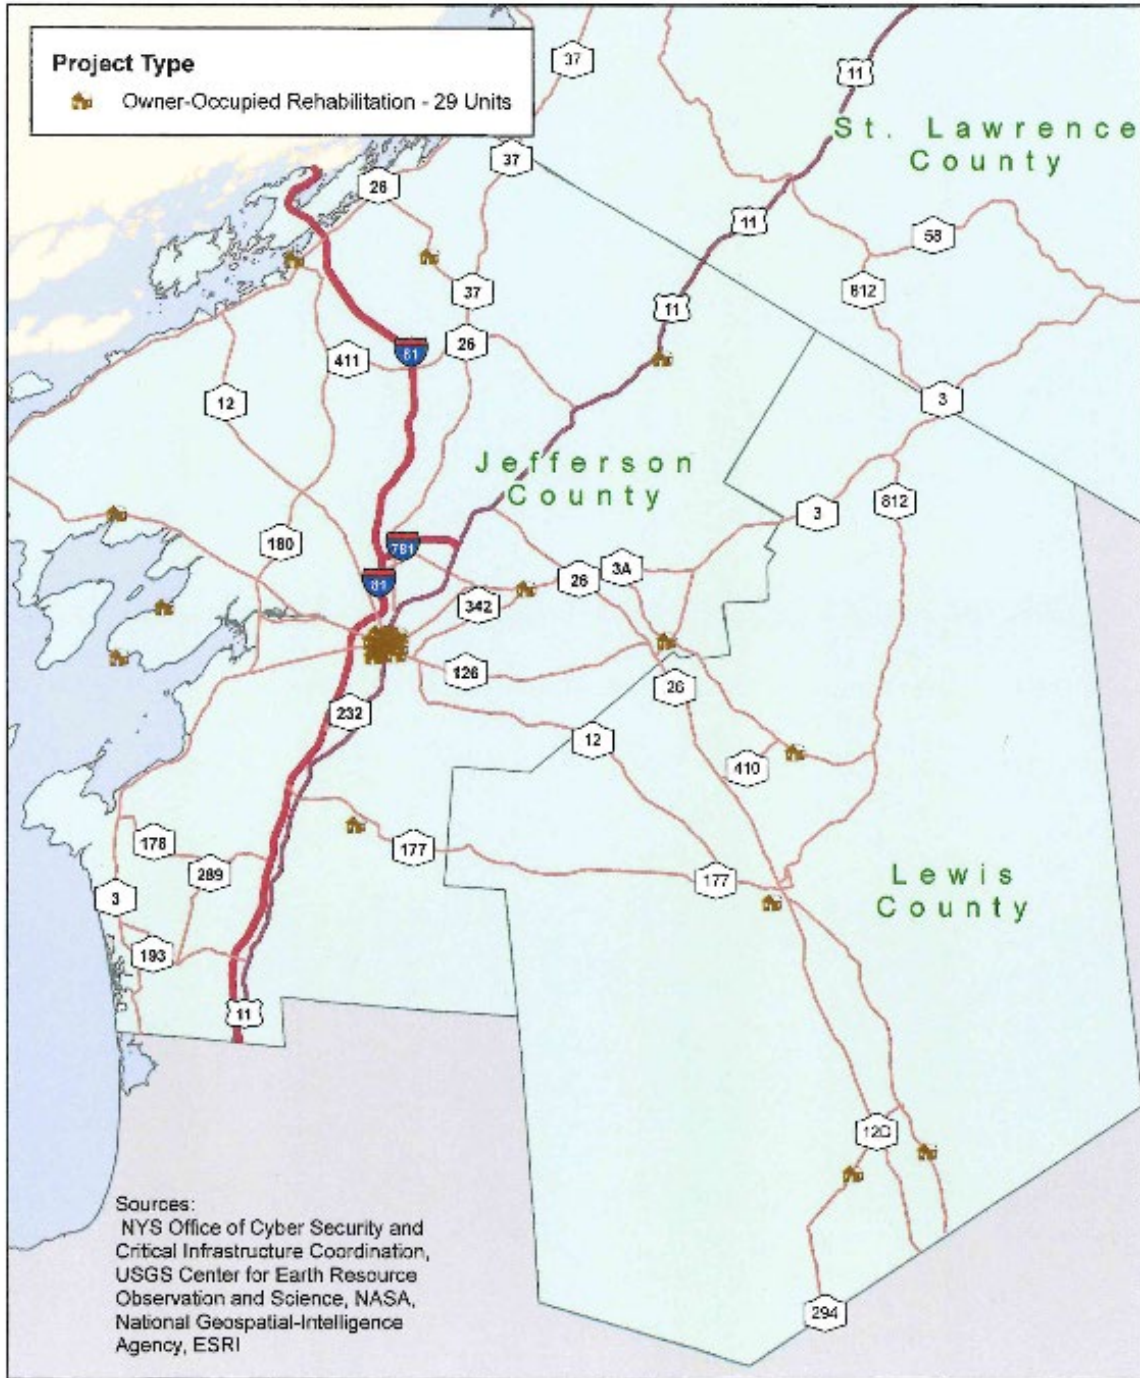 Project Type
Owner-Occupied Rehabilitation - 29 Units
37
11
St. Lawrence
County
37
26
11
58
37
812
11
26
411
81
12
3
Jefferson
County
812
3
180
781
3A
81
26
342
126
26
232
12
410
178
177
289
177
Lewis
County
3
193
11
12D
Sources:
NYS Office of Cyber Security and
Critical Infrastructure Coordination,
USGS Center for Earth Resource
Observation and Science, NASA,
National Geospatial-Intelligence
Agency, ESRI
294